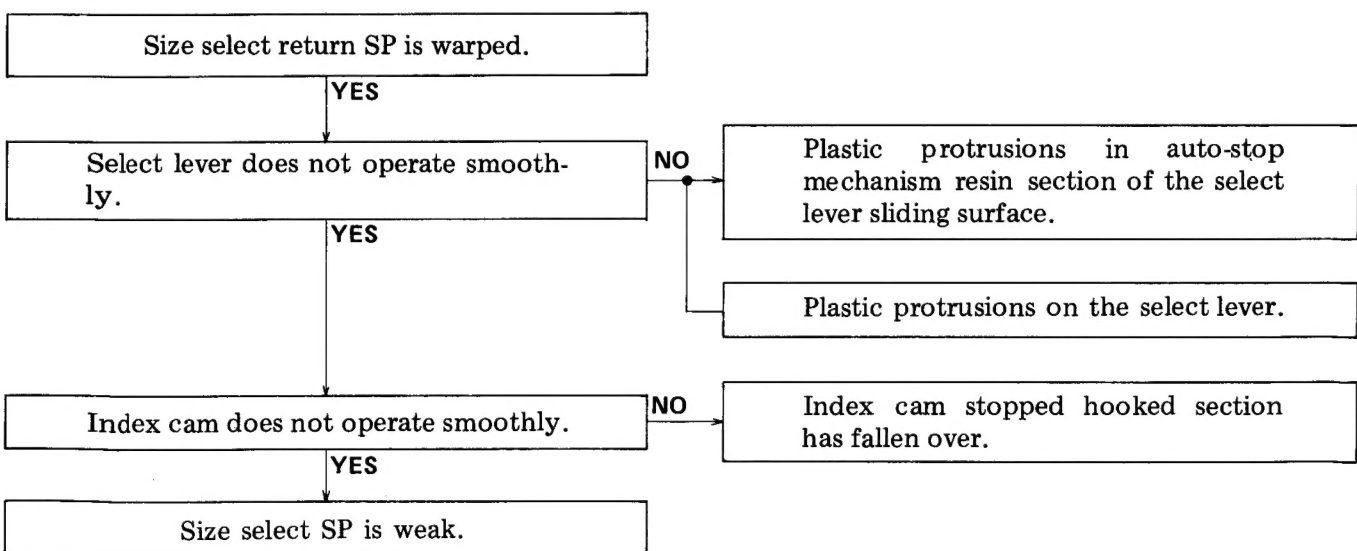 Size select return SP is warped.
YES
Select lever does not operate smooth-
ly.
NO
Plastic protrusions in auto-stop
mechanism resin section of the select
lever sliding surface.
YES
Plastic protrusions on the select lever.
Index cam does not operate smoothly.
NO
Index cam stopped hooked section
has fallen over.
YES
Size select SP is weak.